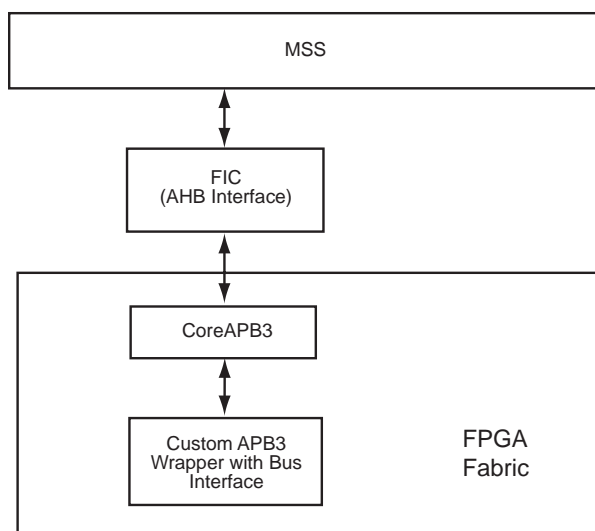 MSS
FIC
(AHB Interface)
CoreAPB3
Custom APB3
Wrapper with Bus
Interface
FPGA
Fabric